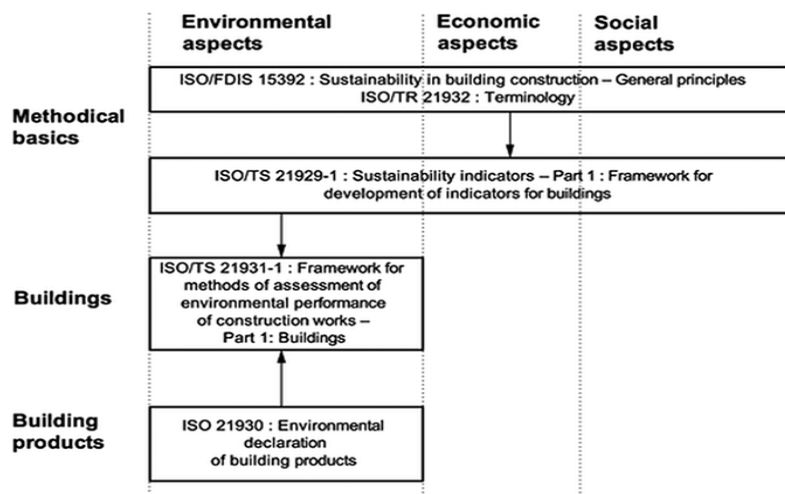 Environmental
aspects
Economic
aspects
Social
aspects
Methodical
basics
ISO/FDIS 15392 : Sustainability in building construction – General principles
ISO/TR 21932 : Terminology
ISO/TS 21929-1 : Sustainability indicators – Part 1 : Framework for
development of indicators for buildings
Buildings
ISO/TS 21931-1 : Framework for
methods of assessment of
environmental performance
of construction works –
Part 1: Buildings
Building
products
ISO 21930 : Environmental
declaration
of building products